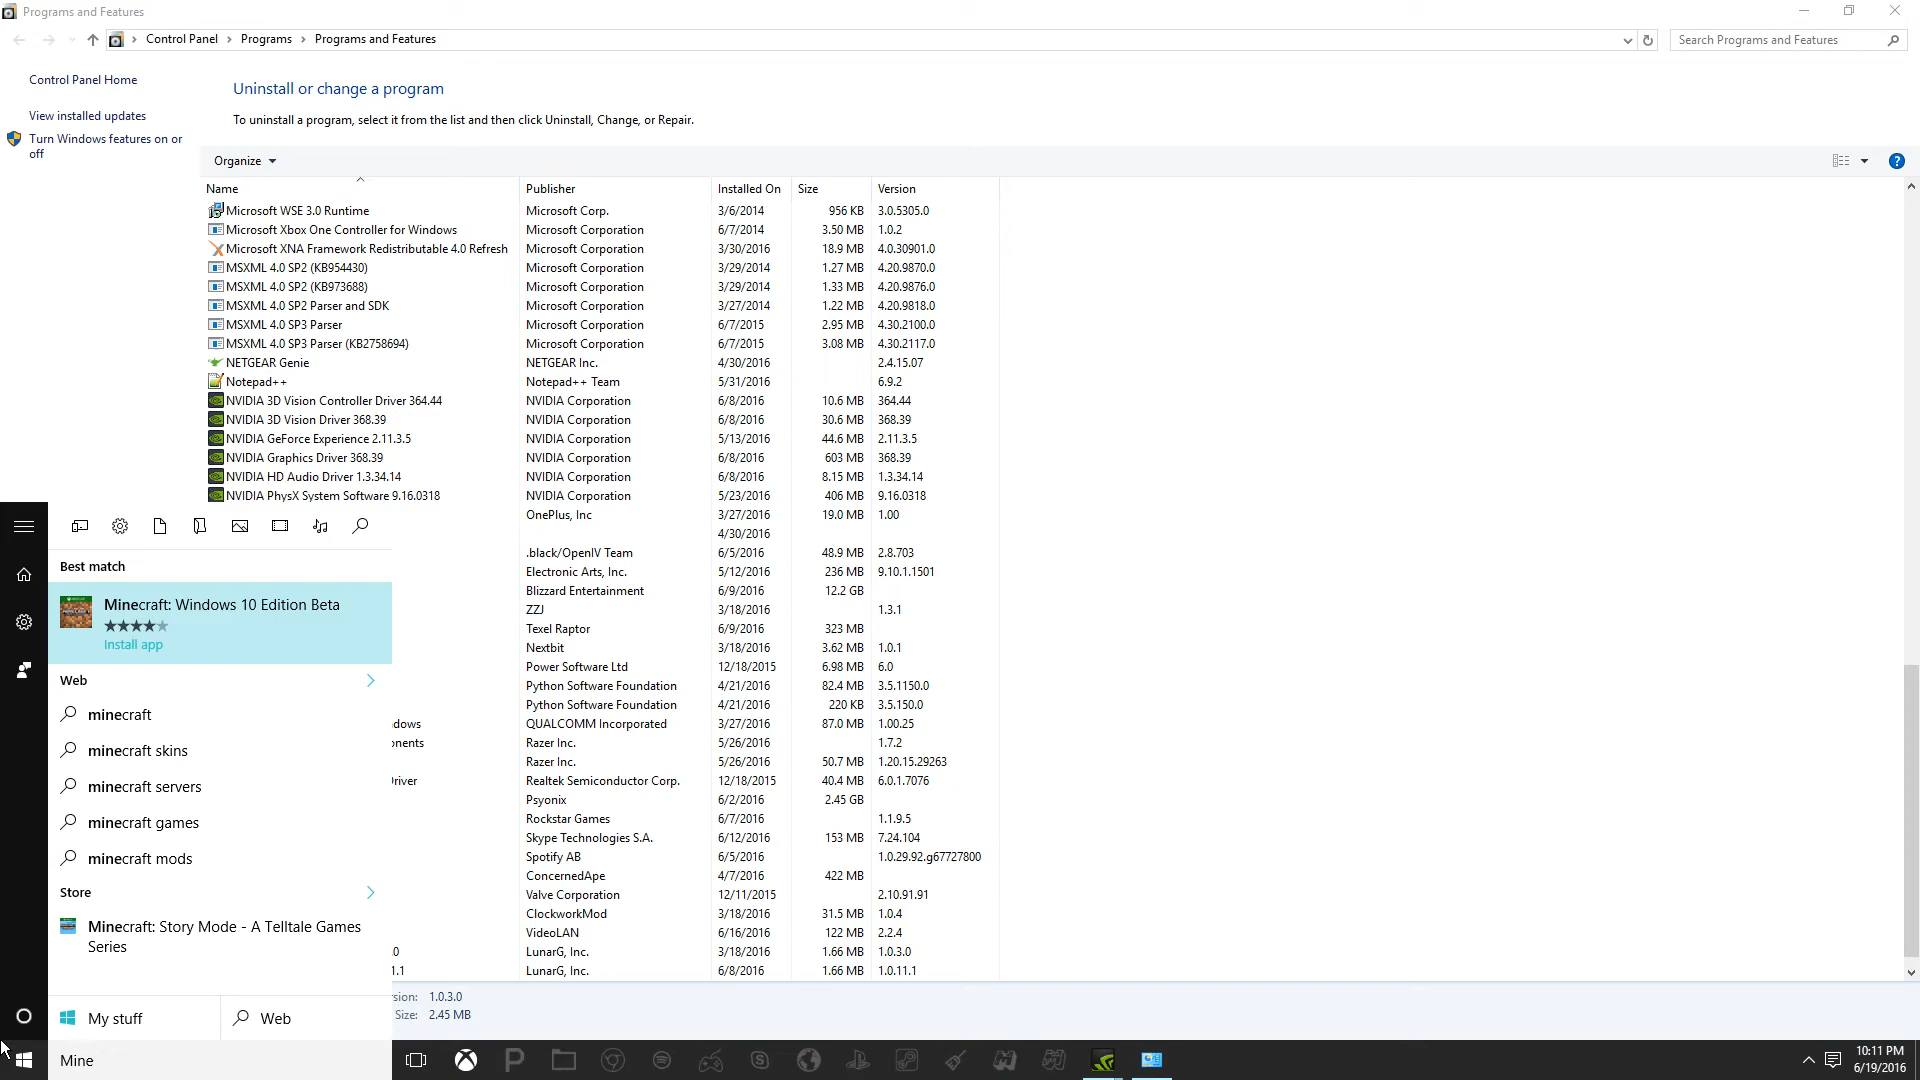 Programs and Features
Control Panel > Programs > Programs and Features
Search Programs and Features
Control Panel Home
View installed updates
Turn Windows features on or
off
Uninstall or change a program
To uninstall a program, select it from the list and then click Uninstall, Change, or Repair.
Organize
Name Publisher Installed On Size Version
Microsoft WSE 3.0 Runtime Microsoft Corp. 3/6/2014 956 KB 3.0.5305.0
Microsoft Xbox One Controller for Windows Microsoft Corporation 6/7/2014 3.50 MB 1.0.2
Microsoft XNA Framework Redistributable 4.0 Refresh Microsoft Corporation 3/30/2016 18.9 MB 4.0.30901.0
MSXML 4.0 SP2 (KB954430) Microsoft Corporation 3/29/2014 1.27 MB 4.20.9870.0
MSXML 4.0 SP2 (KB973688) Microsoft Corporation 3/29/2014 1.33 MB 4.20.9876.0
MSXML 4.0 SP2 Parser and SDK Microsoft Corporation 3/27/2014 1.22 MB 4.20.9818.0
MSXML 4.0 SP3 Parser Microsoft Corporation 6/7/2015 2.95 MB 4.30.2100.0
MSXML 4.0 SP3 Parser (KB2758694) Microsoft Corporation 6/7/2015 3.08 MB 4.30.2117.0
NETGEAR Genie NETGEAR Inc. 4/30/2016 2.4.15.07
Notepad++ Notepad++ Team 5/31/2016 6.9.2
NVIDIA 3D Vision Controller Driver 364.44 NVIDIA Corporation 6/8/2016 10.6 MB 364.44
NVIDIA 3D Vision Driver 368.39 NVIDIA Corporation 6/8/2016 30.6 MB 368.39
NVIDIA GeForce Experience 2.11.3.5 NVIDIA Corporation 5/13/2016 44.6 MB 2.11.3.5
NVIDIA Graphics Driver 368.39 NVIDIA Corporation 6/8/2016 603 MB 368.39
NVIDIA HD Audio Driver 1.3.34.14 NVIDIA Corporation 6/8/2016 8.15 MB 1.3.34.14
NVIDIA PhysX System Software 9.16.0318 NVIDIA Corporation 5/23/2016 406 MB 9.16.0318
OnePlus, Inc 3/27/2016 19.0 MB 1.00
4/30/2016
.black/OpenIV Team 6/5/2016 48.9 MB 2.8.703
Electronic Arts, Inc. 5/12/2016 236 MB 9.10.1.1501
Blizzard Entertainment 6/9/2016 12.2 GB
ZZJ 3/18/2016 1.3.1
Texel Raptor 6/9/2016 323 MB
Nextbit 3/18/2016 3.62 MB 1.0.1
Power Software Ltd 12/18/2015 6.98 MB 6.0
Python Software Foundation 4/21/2016 82.4 MB 3.5.1150.0
Python Software Foundation 4/21/2016 220 KB 3.5.150.0
dows QUALCOMM Incorporated 3/27/2016 87.0 MB 1.00.25
onents Razer Inc. 5/26/2016 1.7.2
Razer Inc. 5/26/2016 50.7 MB 1.20.15.29263
Driver Realtek Semiconductor Corp. 12/18/2015 40.4 MB 6.0.1.7076
Psyonix 6/2/2016 2.45 GB
Rockstar Games 6/7/2016 1.1.9.5
Skype Technologies S.A. 6/12/2016 153 MB 7.24.104
Spotify AB 6/5/2016 1.0.29.92.g67727800
ConcernedApe 4/7/2016 422 MB
Valve Corporation 12/11/2015 2.10.91.91
ClockworkMod 3/18/2016 31.5 MB 1.0.4
VideoLAN 6/16/2016 122 MB 2.2.4
.0 LunarG, Inc. 3/18/2016 1.66 MB 1.0.3.0
1.1 LunarG, Inc. 6/8/2016 1.66 MB 1.0.11.1
sion: 1.0.3.0
Size: 2.45 MB
Best match
Minecraft: Windows 10 Edition Beta
Install app
Web
minecraft
minecraft skins
minecraft servers
minecraft games
minecraft mods
Store
Minecraft: Story Mode - A Telltale Games
Series
My stuff
Web
Mine
10:11 PM
6/19/2016